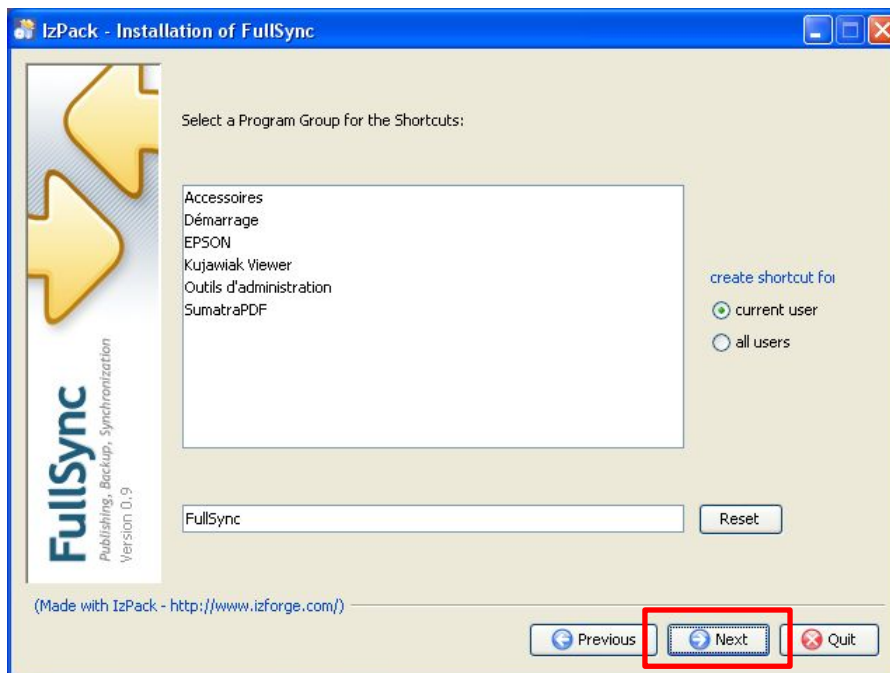 IzPack - Installation of FullSync
Select a Program Group for the Shortcuts:
Accessoires
Démarrage
EPSON
Kujawiak Viewer
Outils d'administration
SumatraPDF
create shortcut for
current user
all users
FullSync
Publishing, Backup, Synchronization
Version 0.9
FullSync
Reset
(Made with IzPack - http://www.izforge.com/)
Previous
Next
Quit